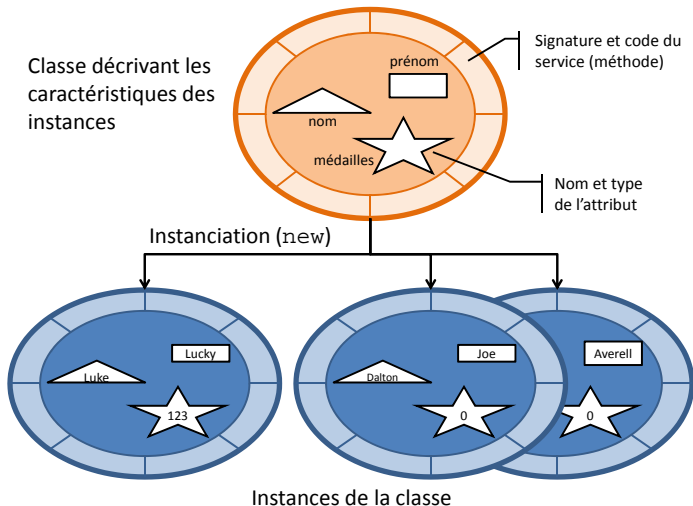 Signature et code du
service (méthode)
Classe décrivant les
caractéristiques des
instances
prénom
nom
médailles
Nom et type
de l'attribut
Instanciation (new)
Lucky
Luke
123
Joe
Dalton
0
Averell
0
Instances de la classe